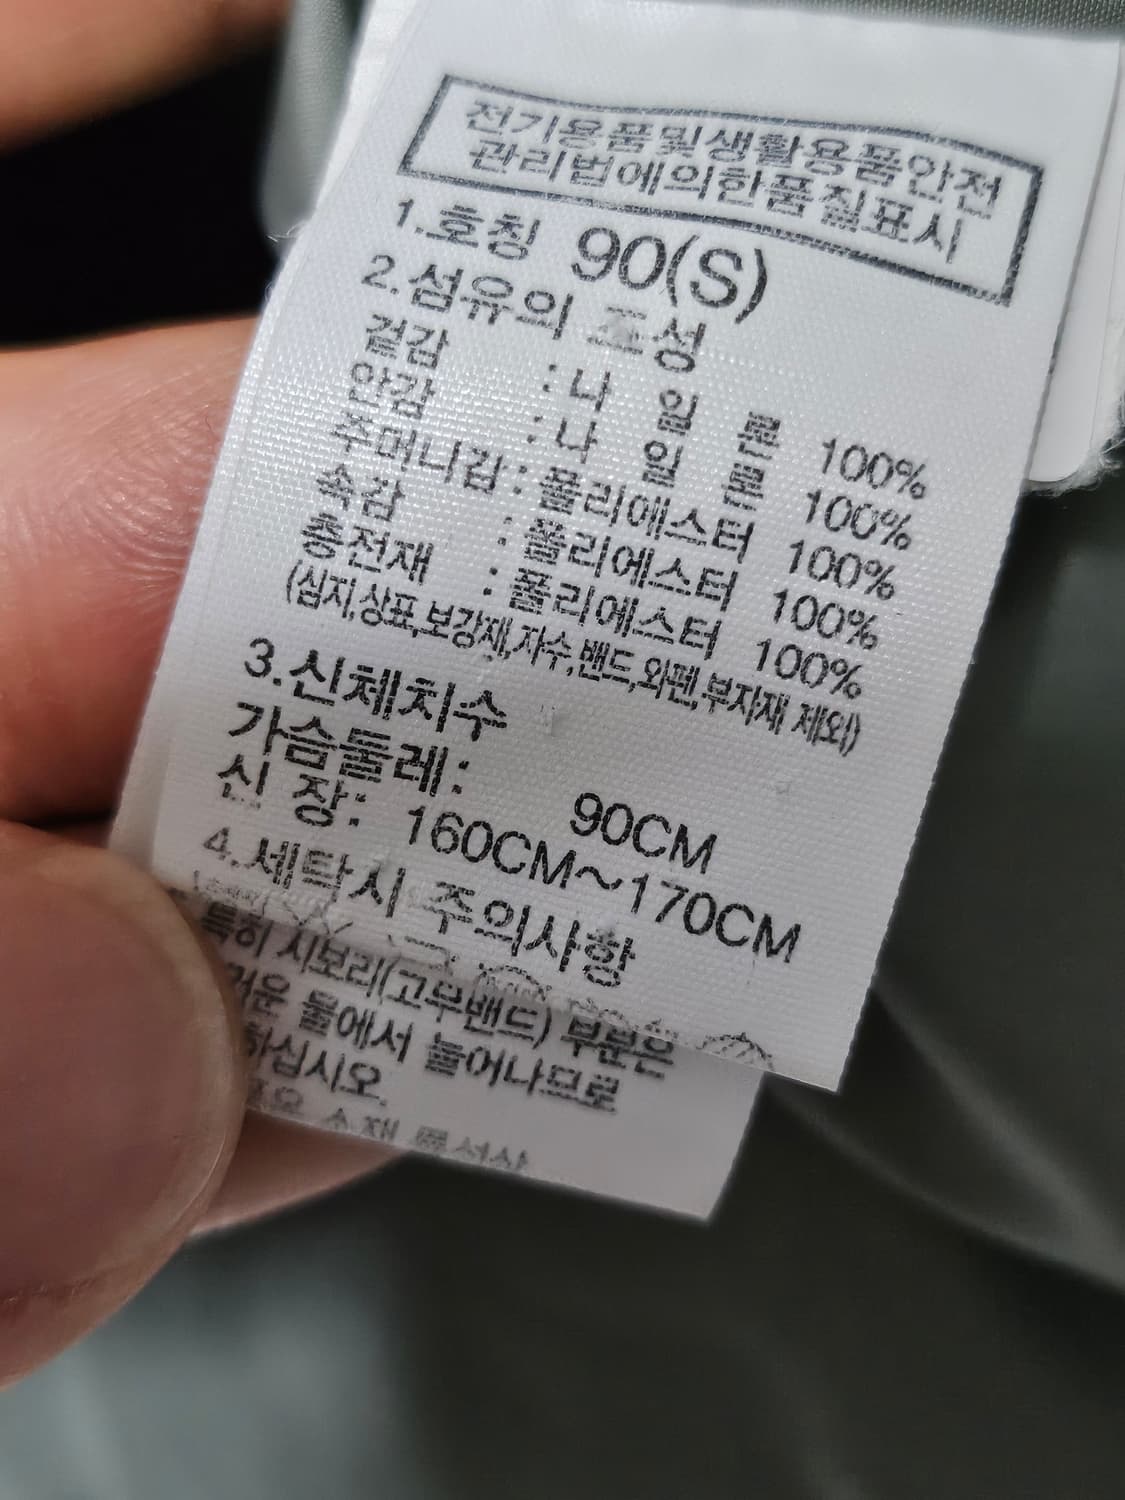 전기용품및생활용품안전
관리법에의한품질표시
1.호칭 90(S)
2.섬유의 조성
겉감 : 나 일 론 100%
안감 : 나 일 론 100%
주머니감 : 폴리에스터 100%
속감 : 폴리에스터 100%
충전재 : 폴리에스터 100%
(심지,상표,보강재,자수,밴드,와펜,부자재 제외)
3.신체치수
가슴둘레: 90CM
신 장: 160CM~170CM
4.세탁시 주의사항
특히 시보리(고무밴드) 부분은
거운 물에서 늘어나므로
하십시오.